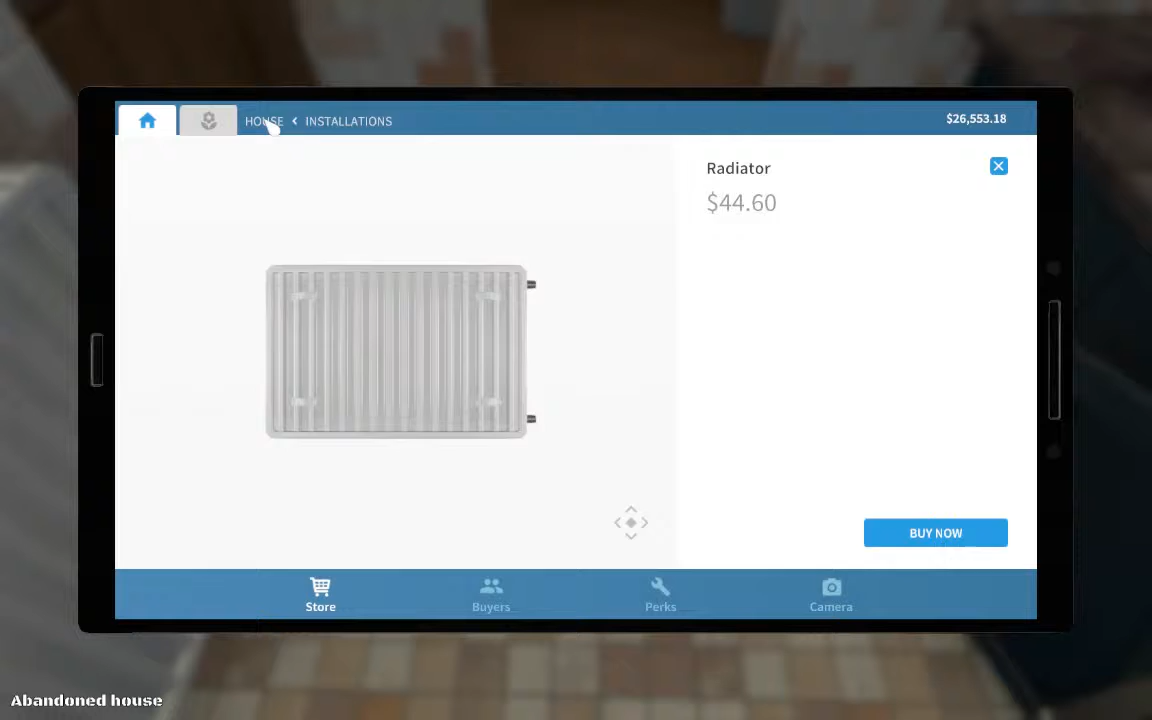 HOUSE < INSTALLATIONS
$26,553.18
Radiator
$44.60
BUY NOW
Store
Buyers
Perks
Camera
Abandoned house